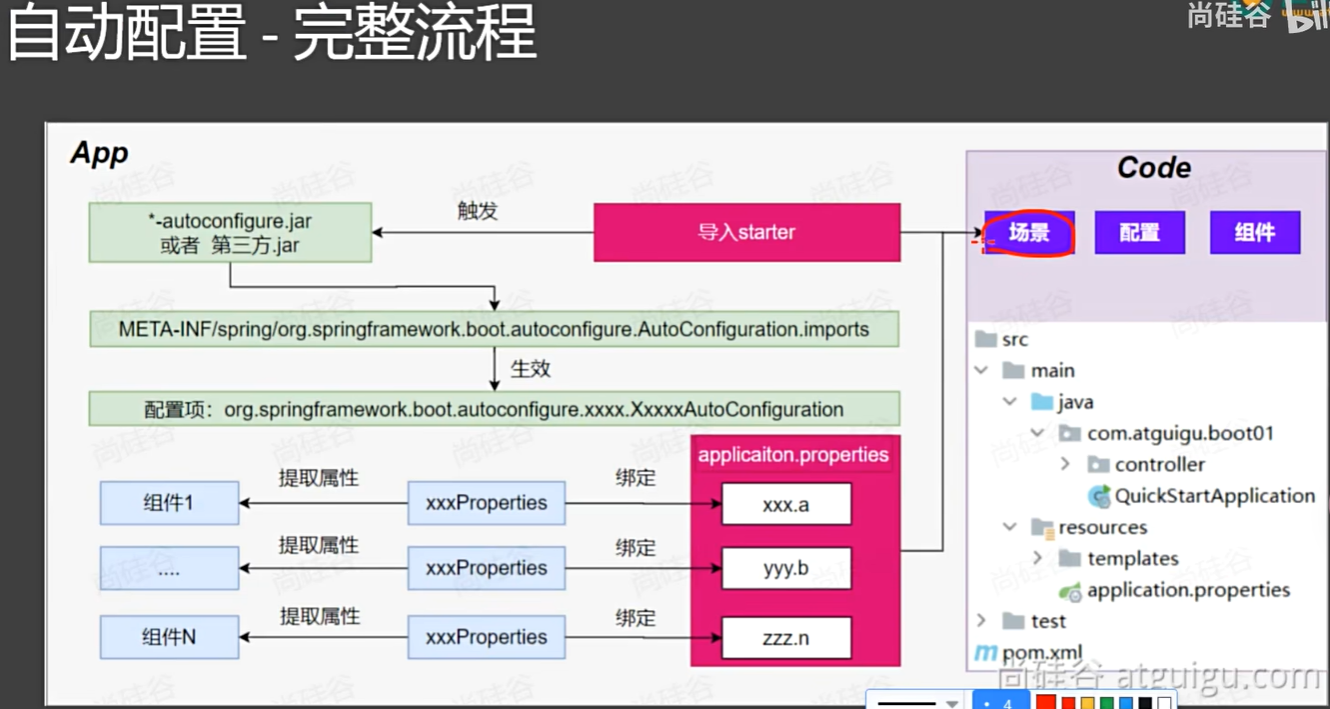 自动配置 - 完整流程
尚硅谷
App
*-autoconfigure.jar
或者 第三方.jar
触发
导入starter
META-INF/spring/org.springframework.boot.autoconfigure.AutoConfiguration.imports
生效
配置项：org.springframework.boot.autoconfigure.xxxx.XxxxxAutoConfiguration
applicaiton.properties
组件1
提取属性
xxxProperties
绑定
xxx.a
....
提取属性
xxxProperties
绑定
yyy.b
组件N
提取属性
xxxProperties
绑定
zzz.n
Code
场景
配置
组件
src
main
java
com.atguigu.boot01
controller
QuickStartApplication
resources
templates
application.properties
test
pom.xml
尚硅谷 atguigu.com
4